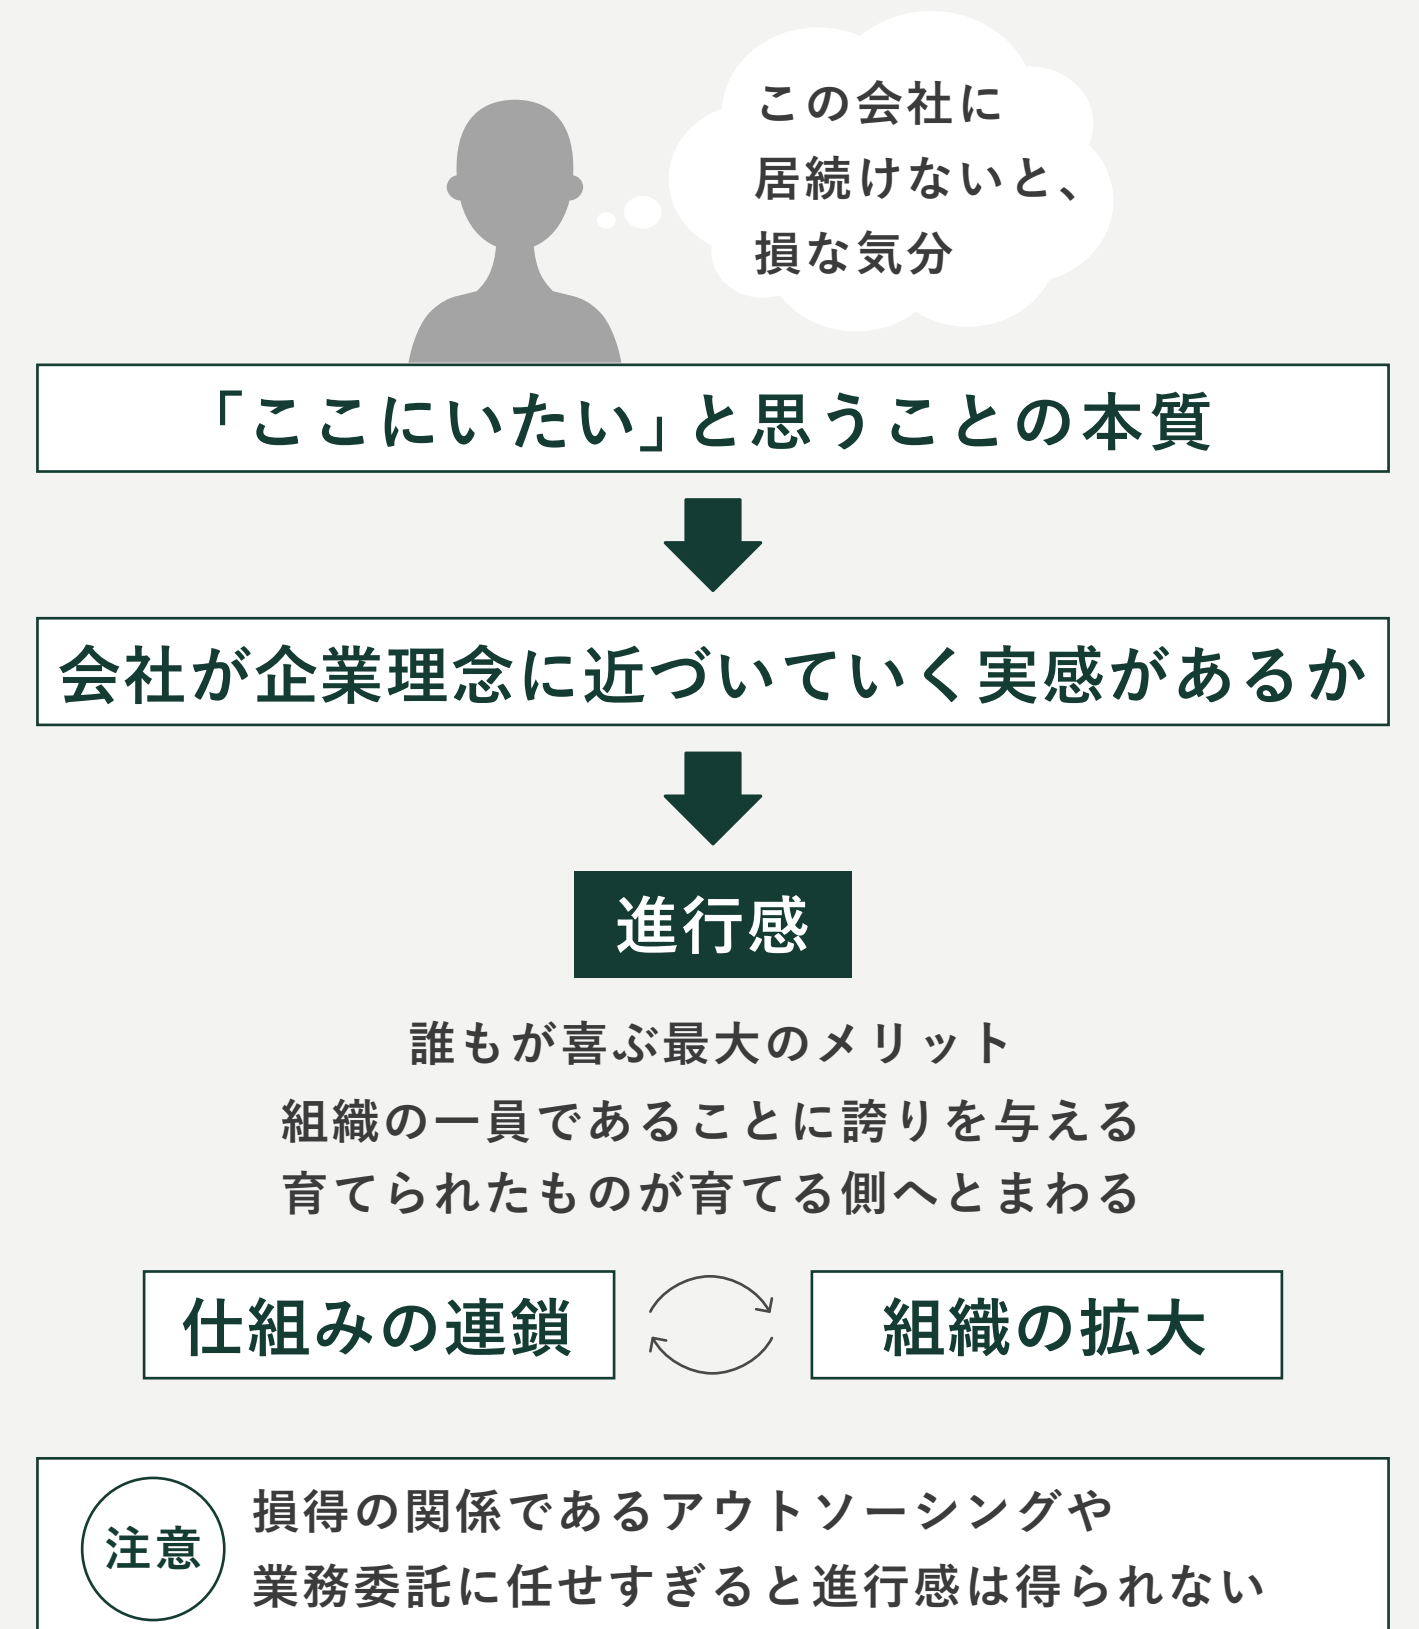 この会社に
居続けないと、
損な気分
「ここにいたい」と思うことの本質
会社が企業理念に近づいていく実感があるか
進行感
誰もが喜ぶ最大のメリット
組織の一員であることに誇りを与える
育てられたものが育てる側へとまわる
仕組みの連鎖
組織の拡大
注意
損得の関係であるアウトソーシングや
業務委託に任せすぎると進行感は得られない